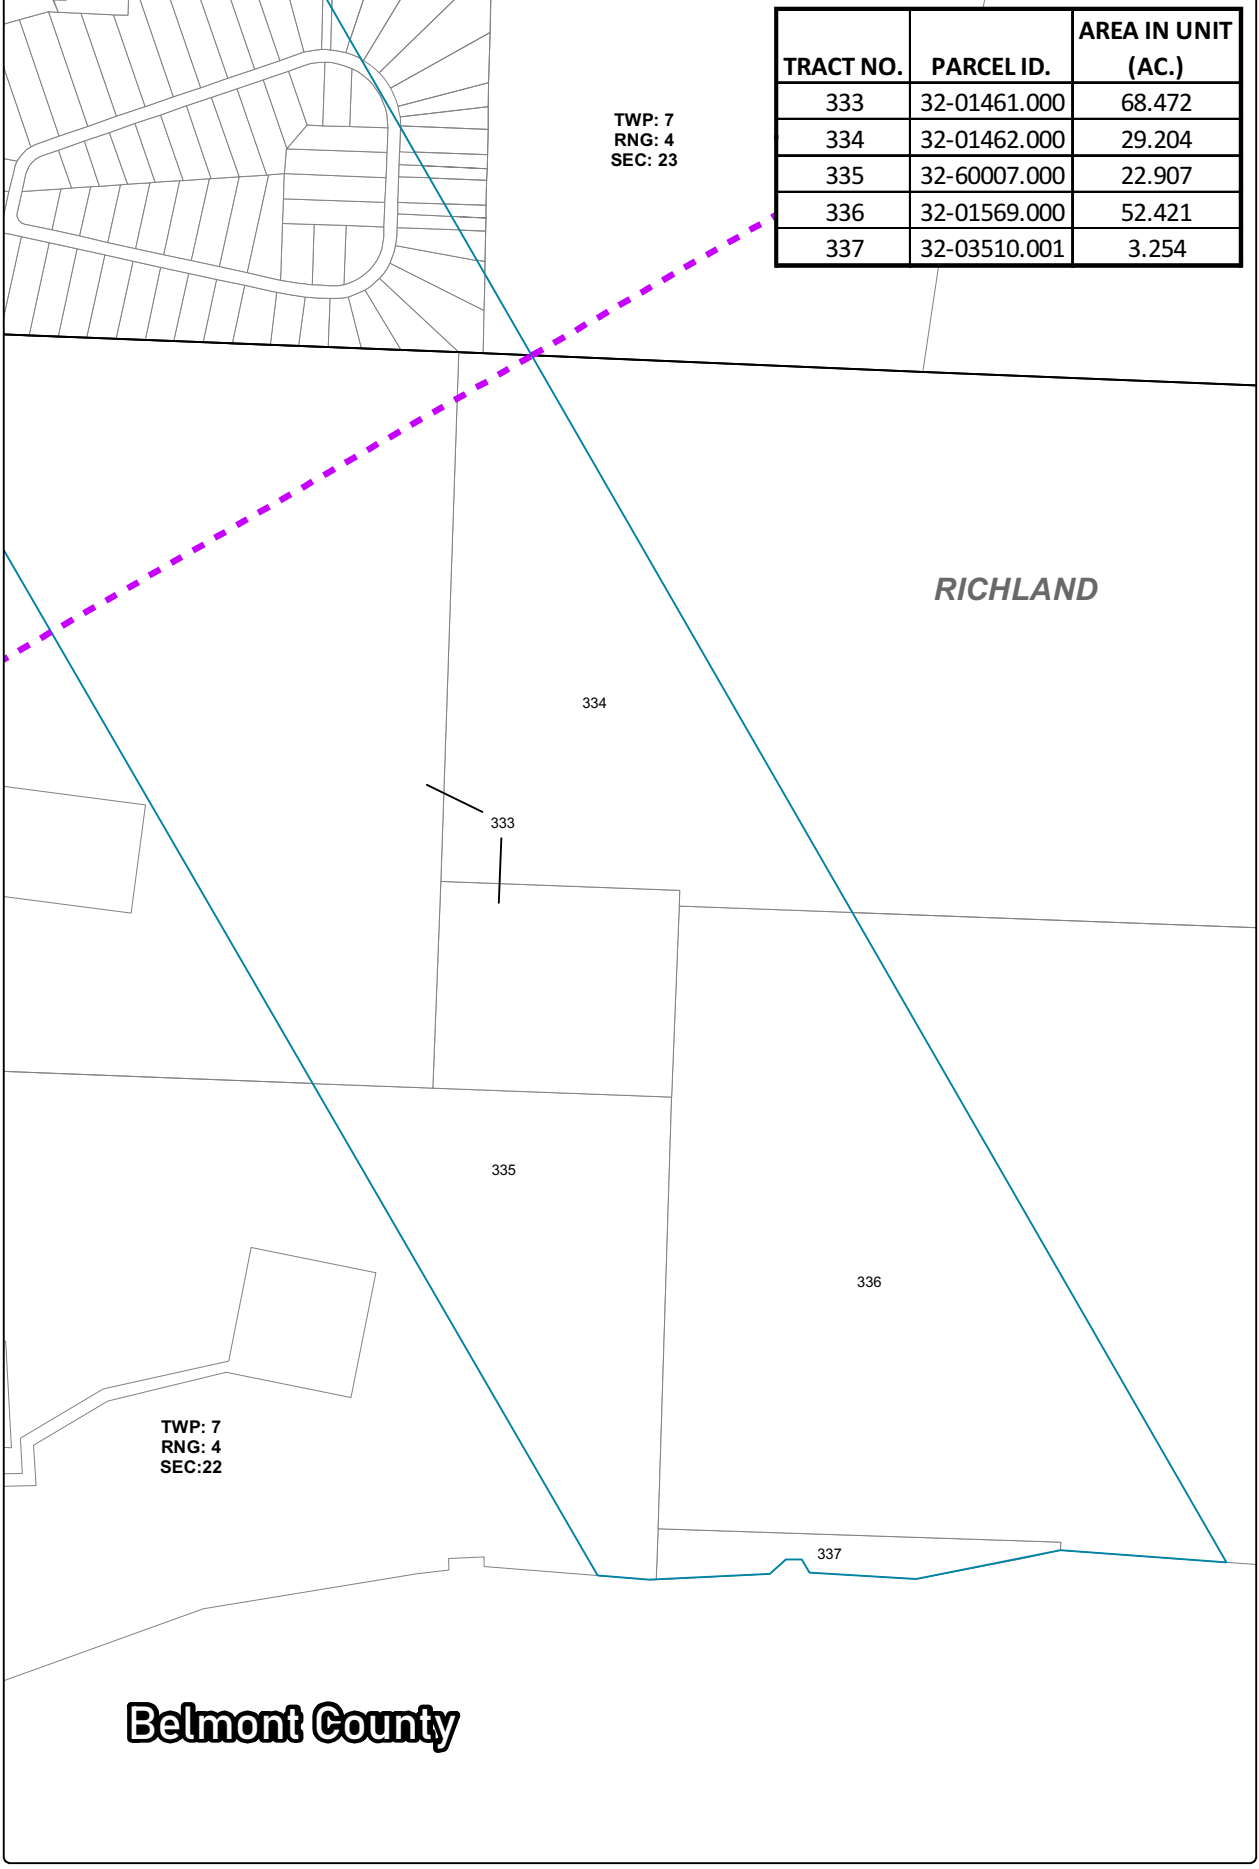 AREA IN UNIT
TRACT NO. PARCEL ID. (AC.)
333 32-01461.000 68.472
334 32-01462.000 29.204
335 32-60007.000 22.907
336 32-01569.000 52.421
337 32-03510.001 3.254
TWP: 7
RNG: 4
SEC: 23
RICHLAND
334
333
335
336
TWP: 7
RNG: 4
SEC:22
337
Belmont County